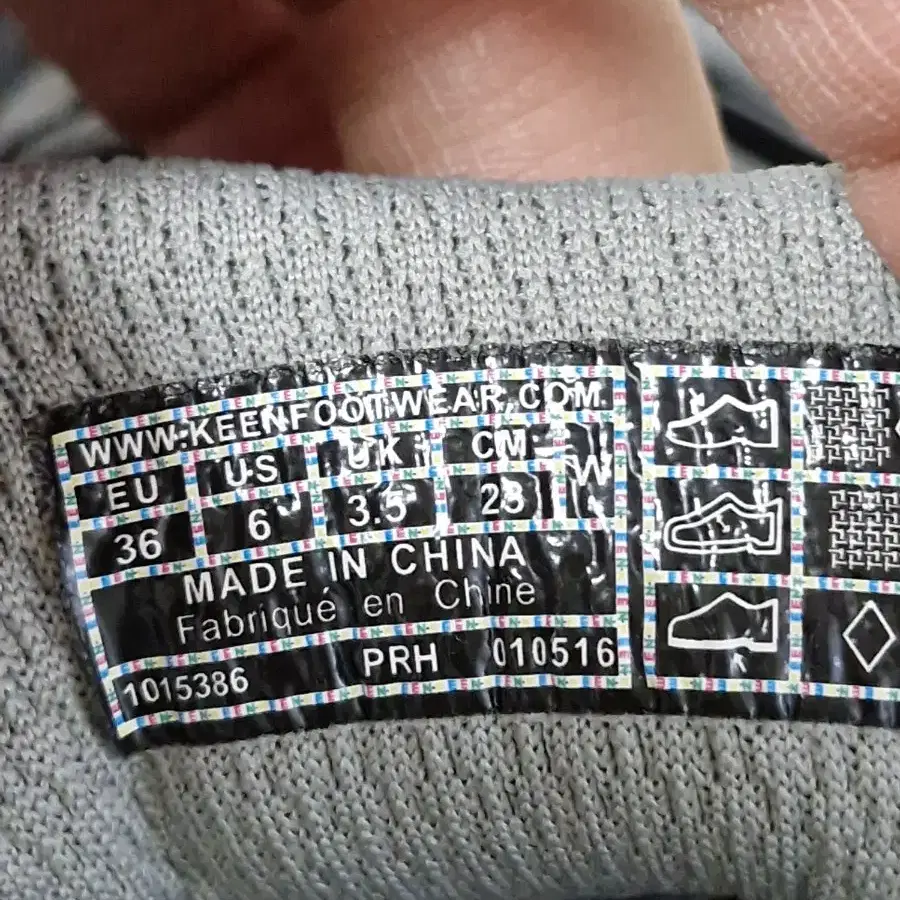 WWW.KEENFOOTWEAR.COM
EU US UK CM W
36 6 3.5 23
MADE IN CHINA
Fabriqué en Chine
1015386 PRH 010516